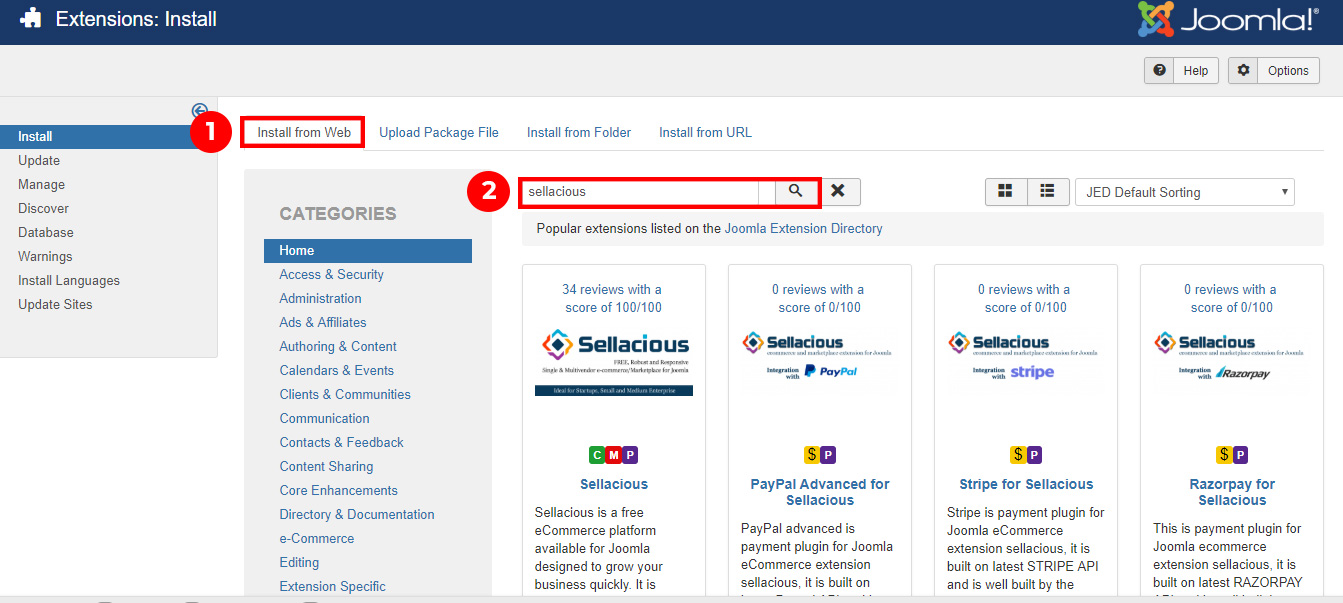 Extensions: Install
Joomla!®
Help
Options
Install
Update
Manage
Discover
Database
Warnings
Install Languages
Update Sites
1
Install from Web
Upload Package File
Install from Folder
Install from URL
2
sellacious
JED Default Sorting
CATEGORIES
Home
Access & Security
Administration
Ads & Affiliates
Authoring & Content
Calendars & Events
Clients & Communities
Communication
Contacts & Feedback
Content Sharing
Core Enhancements
Directory & Documentation
e-Commerce
Editing
Extension Specific
Popular extensions listed on the Joomla Extension Directory
34 reviews with a
score of 100/100
Sellacious
FREE, Robust and Responsive
Single & Multivendor e-commerce/Marketplace for Joomla
Ideal for Startups, Small and Medium Enterprise
C M P
Sellacious
Sellacious is a free
eCommerce platform
available for Joomla
designed to grow your
business quickly. It is
0 reviews with a
score of 0/100
Sellacious
ecommerce and marketplace extension for Joomla
Integration
with
PayPal
$ P
PayPal Advanced for
Sellacious
PayPal advanced is
payment plugin for Joomla
eCommerce extension
sellacious, it is built on
0 reviews with a
score of 0/100
Sellacious
ecommerce and marketplace extension for Joomla
Integration
with
stripe
$ P
Stripe for Sellacious
Stripe is payment plugin for
Joomla eCommerce
extension sellacious, it is
built on latest STRIPE API
and is well built by the
0 reviews with a
score of 0/100
Sellacious
ecommerce and marketplace extension for Joomla
Integration
with
Razorpay
$ P
Razorpay for
Sellacious
This is payment plugin for
Joomla ecommerce
extension sellacious, it is
built on latest RAZORPAY